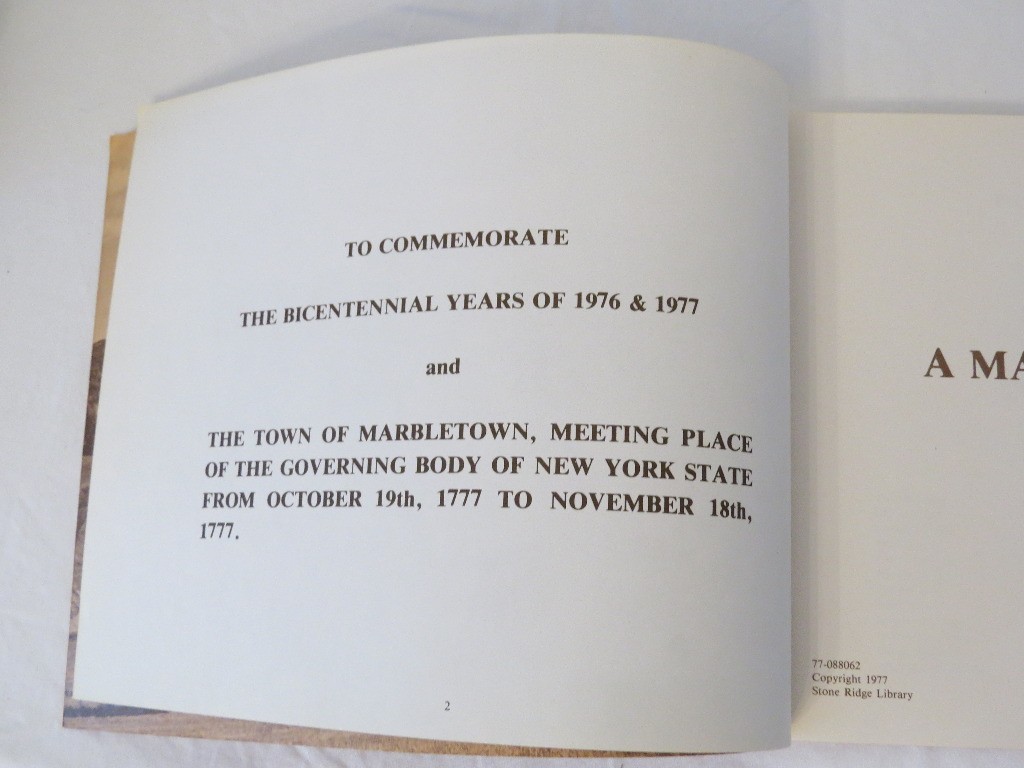 TO COMMEMORATE
THE BICENTENNIAL YEARS OF 1976 & 1977
and
THE TOWN OF MARBLETOWN, MEETING PLACE
OF THE GOVERNING BODY OF NEW YORK STATE
FROM OCTOBER 19th, 1777 TO NOVEMBER 18th,
1777.
2
A MA
77-088062
Copyright 1977
Stone Ridge Library